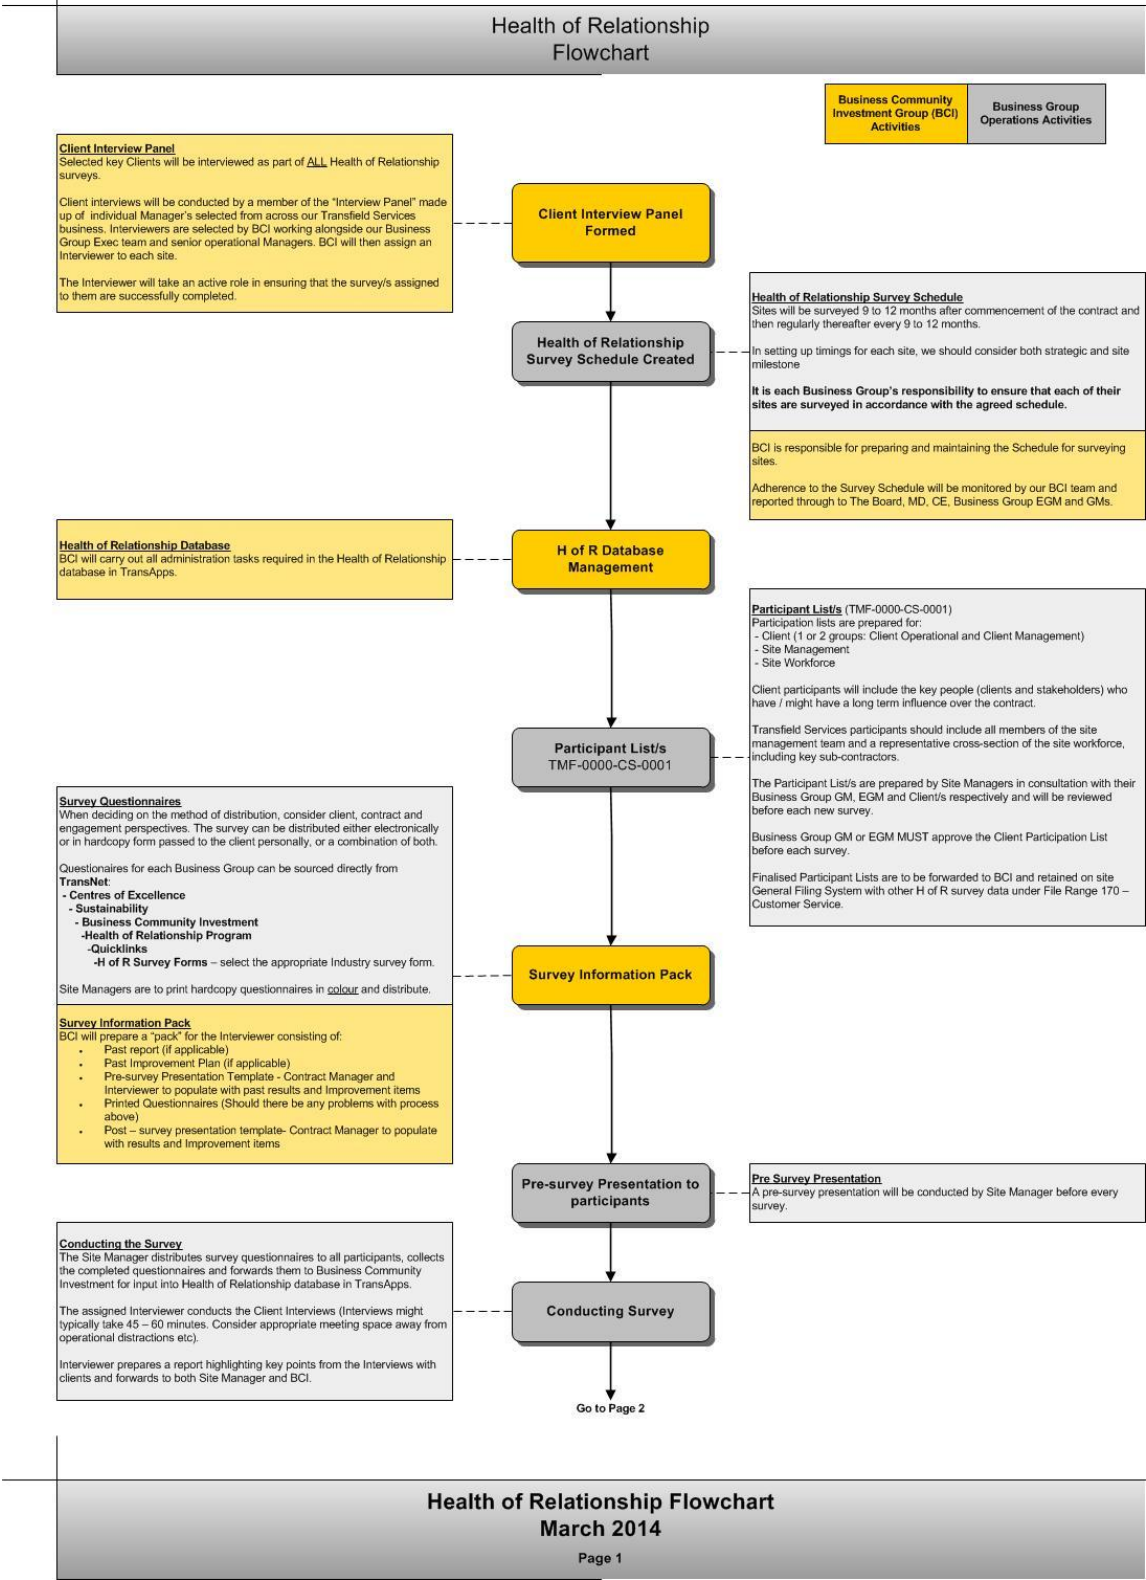 Health of Relationship
Flowchart
Business Community
Investment Group (BCI)
Activities
Business Group
Operations Activities
Client Interview Panel
Selected key Clients will be interviewed as part of ALL Health of Relationship
surveys.
Client interviews will be conducted by a member of the “Interview Panel” made
up of individual Manager's selected from across our Transfield Services
business. Interviewers are selected by BCI working alongside our Business
Group Exec team and senior operational Managers. BCI will then assign an
Interviewer to each site.
The Interviewer will take an active role in ensuring that the survey/s assigned
to them are successfully completed.
Client Interview Panel
Formed
Health of Relationship
Survey Schedule Created
Health of Relationship Survey Schedule
Sites will be surveyed 9 to 12 months after commencement of the contract and
then regularly thereafter every 9 to 12 months.
In setting up timings for each site, we should consider both strategic and site
milestone
It is each Business Group's responsibility to ensure that each of their
sites are surveyed in accordance with the agreed schedule.
BCI is responsible for preparing and maintaining the Schedule for surveying
sites.
Adherence to the Survey Schedule will be monitored by our BCI team and
reported through to The Board, MD, CE, Business Group EGM and GMs.
Health of Relationship Database
BCI will carry out all administration tasks required in the Health of Relationship
database in TransApps.
H of R Database
Management
Participant List/s
TMF-0000-CS-0001
Participant List/s (TMF-0000-CS-0001)
Participation lists are prepared for:
- Client (1 or 2 groups: Client Operational and Client Management)
- Site Management
- Site Workforce
Client participants will include the key people (clients and stakeholders) who
have / might have a long term influence over the contract.
Transfield Services participants should include all members of the site
management team and a representative cross-section of the site workforce,
including key sub-contractors.
The Participant List/s are prepared by Site Managers in consultation with their
Business Group GM, EGM and Client/s respectively and will be reviewed
before each new survey.
Business Group GM or EGM MUST approve the Client Participation List
before each survey.
Finalised Participant Lists are to be forwarded to BCI and retained on site
General Filing System with other H of R survey data under File Range 170 –
Customer Service.
Survey Questionnaires
When deciding on the method of distribution, consider client, contract and
engagement perspectives. The survey can be distributed either electronically
or in hardcopy form passed to the client personally, or a combination of both.
Questionaires for each Business Group can be sourced directly from
TransNet:
- Centres of Excellence
- Sustainability
- Business Community Investment
-Health of Relationship Program
-Quicklinks
-H of R Survey Forms – select the appropriate Industry survey form.
Site Managers are to print hardcopy questionnaires in colour and distribute.
Survey Information Pack
BCI will prepare a “pack” for the Interviewer consisting of:
• Past report (if applicable)
• Past Improvement Plan (if applicable)
• Pre-survey Presentation Template - Contract Manager and
Interviewer to populate with past results and Improvement items
• Printed Questionnaires (Should there be any problems with process
above)
• Post – survey presentation template- Contract Manager to populate
with results and Improvement items
Survey Information Pack
Pre-survey Presentation to
participants
Pre Survey Presentation
A pre-survey presentation will be conducted by Site Manager before every
survey.
Conducting the Survey
The Site Manager distributes survey questionnaires to all participants, collects
the completed questionnaires and forwards them to Business Community
Investment for input into Health of Relationship database in TransApps.
The assigned Interviewer conducts the Client Interviews (Interviews might
typically take 45 – 60 minutes. Consider appropriate meeting space away from
operational distractions etc).
Interviewer prepares a report highlighting key points from the Interviews with
clients and forwards to both Site Manager and BCI.
Conducting Survey
Go to Page 2
Health of Relationship Flowchart
March 2014
Page 1